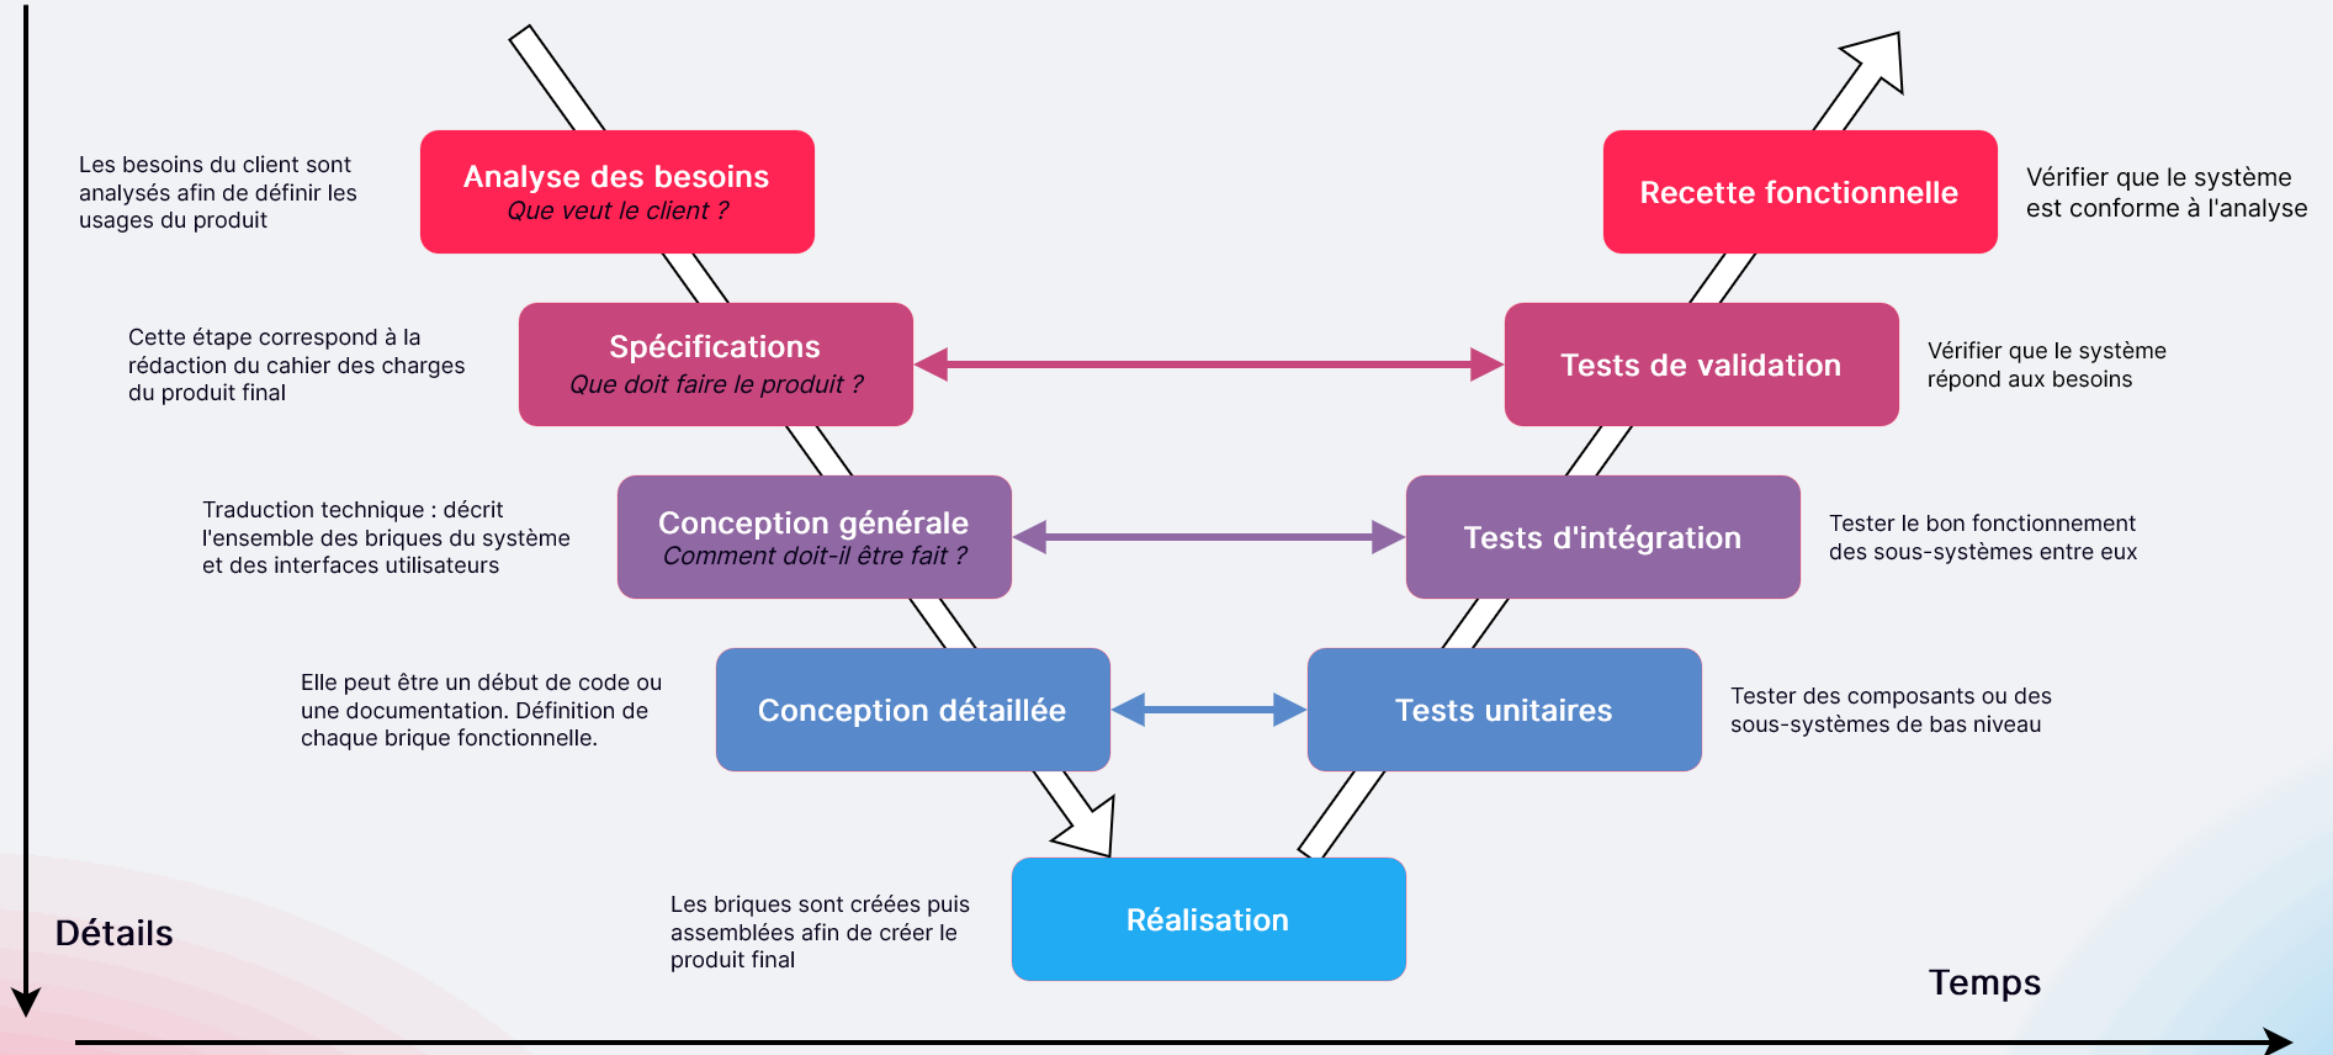 Analyse des besoins
Que veut le client ?
Les besoins du client sont
analysés afin de définir les
usages du produit
Recette fonctionnelle
Vérifier que le système
est conforme à l'analyse
Spécifications
Que doit faire le produit ?
Cette étape correspond à la
rédaction du cahier des charges
du produit final
Tests de validation
Vérifier que le système
répond aux besoins
Conception générale
Comment doit-il être fait ?
Traduction technique : décrit
l'ensemble des briques du système
et des interfaces utilisateurs
Tests d'intégration
Tester le bon fonctionnement
des sous-systèmes entre eux
Conception détaillée
Elle peut être un début de code ou
une documentation. Définition de
chaque brique fonctionnelle.
Tests unitaires
Tester des composants ou des
sous-systèmes de bas niveau
Réalisation
Les briques sont créées puis
assemblées afin de créer le
produit final
Détails
Temps